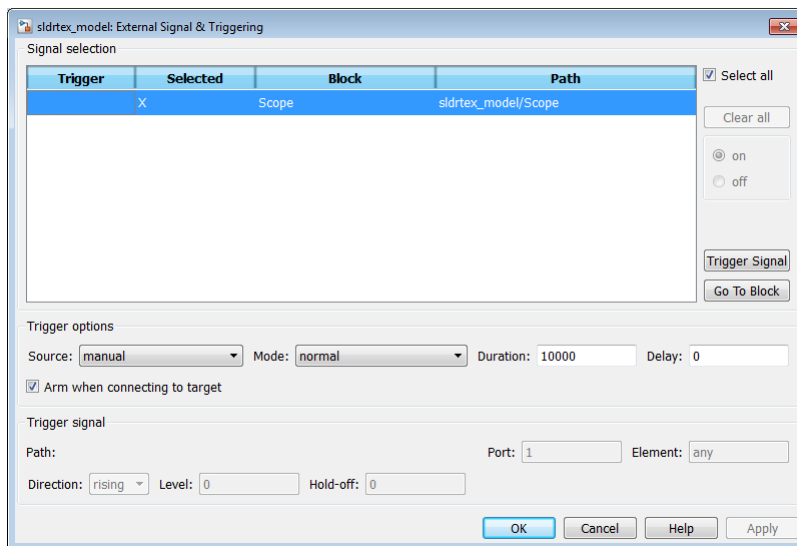 sldrtex_model: External Signal & Triggering
Signal selection
Trigger Selected Block Path
X Scope sldrtex_model/Scope
Select all
Clear all
on
off
Trigger Signal
Go To Block
Trigger options
Source: manual Mode: normal Duration: 10000 Delay: 0
Arm when connecting to target
Trigger signal
Path: Port: 1 Element: any
Direction: rising Level: 0 Hold-off: 0
OK Cancel Help Apply